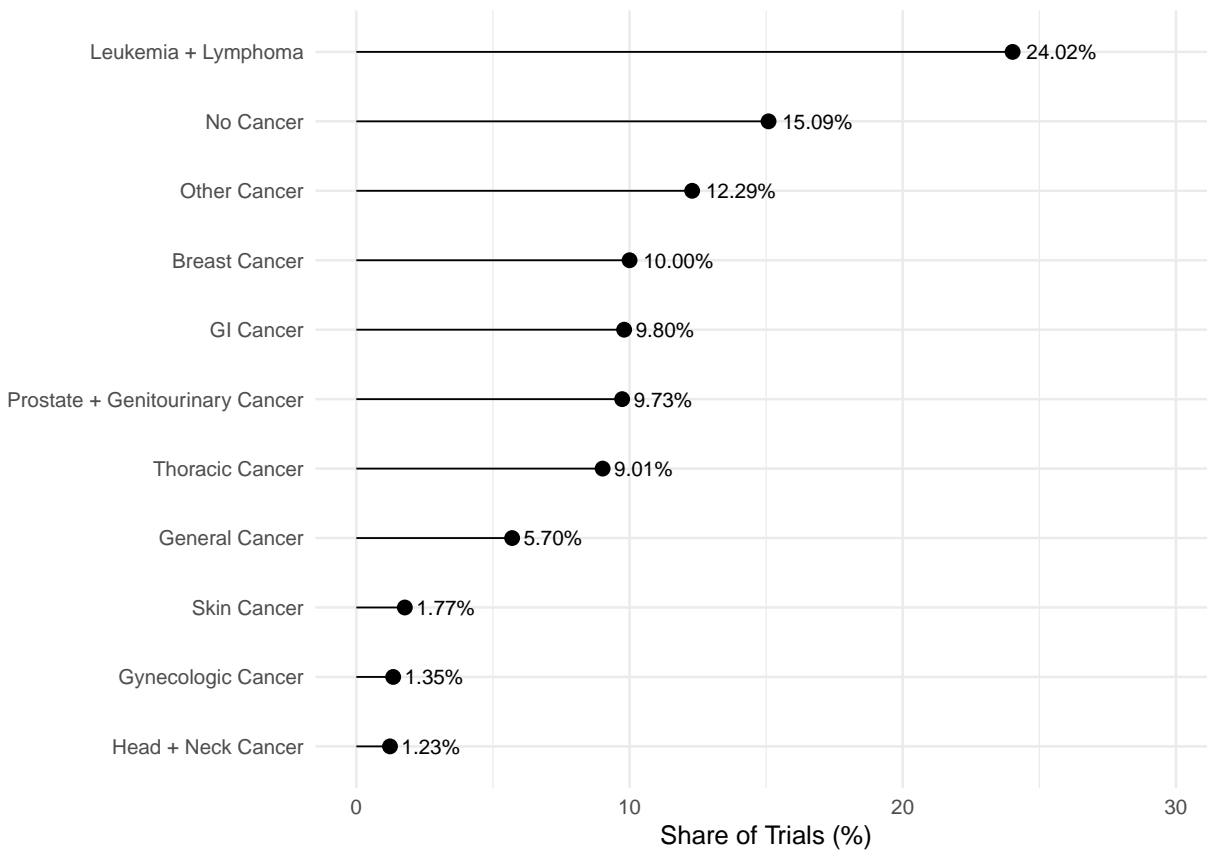 Leukemia + Lymphoma 24.02%
No Cancer 15.09%
Other Cancer 12.29%
Breast Cancer 10.00%
GI Cancer 9.80%
Prostate + Genitourinary Cancer 9.73%
Thoracic Cancer 9.01%
General Cancer 5.70%
Skin Cancer 1.77%
Gynecologic Cancer 1.35%
Head + Neck Cancer 1.23%
0 10 20 30
Share of Trials (%)